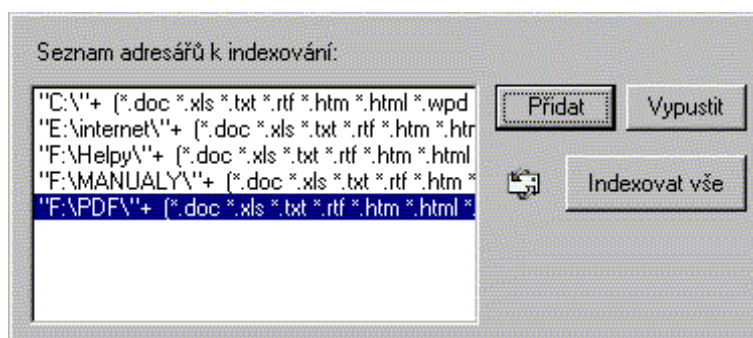 Seznam adresářů k indexování:
"C:\"+ (*.doc *.xls *.txt *.rtf *.htm *.html *.wpd
"E:\internet\"+ (*.doc *.xls *.txt *.rtf *.htm *.htr
"F:\Helpy\"+ (*.doc *.xls *.txt *.rtf *.htm *.html
"F:\MANUALY\"+ (*.doc *.xls *.txt *.rtf *.htm *
"F:\PDF\"+ (*.doc *.xls *.txt *.rtf *.htm *.html *.
Přidat
Vypustit
Indexovat vše